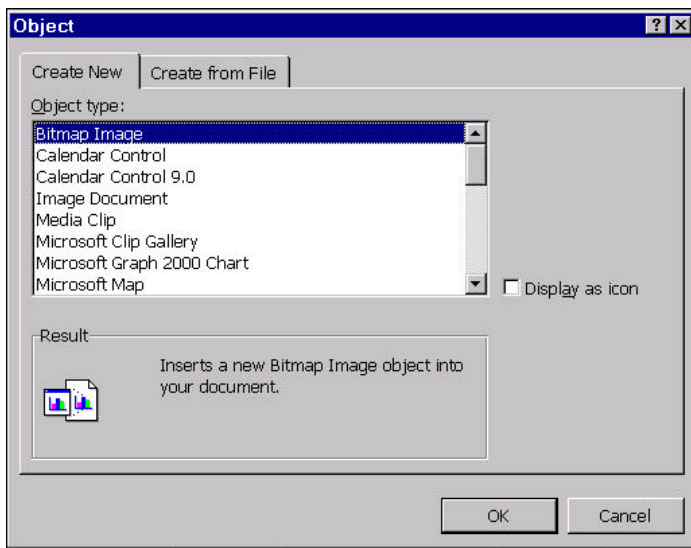 Object
Create New
Create from File
Object type:
Bitmap Image
Calendar Control
Calendar Control 9.0
Image Document
Media Clip
Microsoft Clip Gallery
Microsoft Graph 2000 Chart
Microsoft Map
Display as icon
Result
Inserts a new Bitmap Image object into
your document.
OK
Cancel